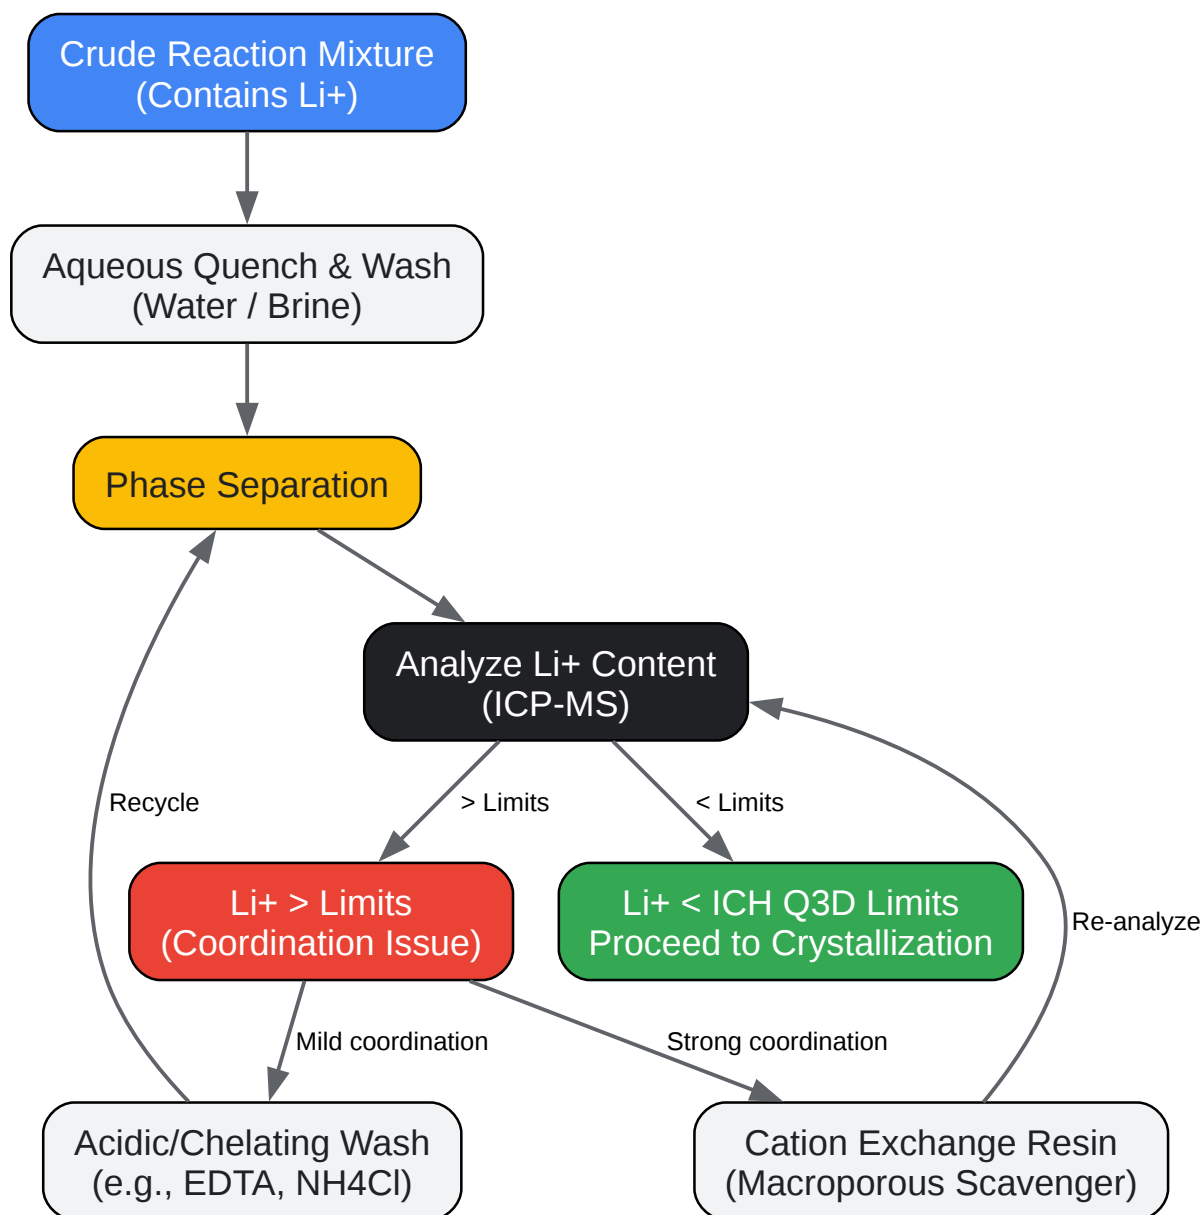 Crude Reaction Mixture
(Contains Li+)
Aqueous Quench & Wash
(Water / Brine)
Phase Separation
Analyze Li+ Content
(ICP-MS)
Recycle
> Limits
< Limits
Li+ > Limits
(Coordination Issue)
Li+ < ICH Q3D Limits
Proceed to Crystallization
Re-analyze
Mild coordination
Strong coordination
Acidic/Chelating Wash
(e.g., EDTA, NH4Cl)
Cation Exchange Resin
(Macroporous Scavenger)